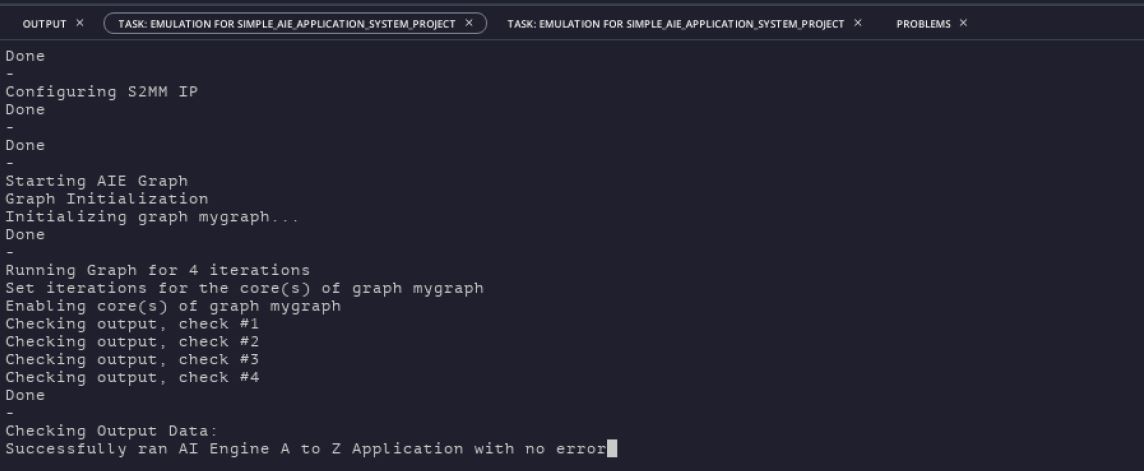 OUTPUT ×
TASK: EMULATION FOR SIMPLE_AIE_APPLICATION_SYSTEM_PROJECT ×
TASK: EMULATION FOR SIMPLE_AIE_APPLICATION_SYSTEM_PROJECT ×
PROBLEMS ×
Done
-
Configuring S2MM IP
Done
-
Done
-
Starting AIE Graph
Graph Initialization
Initializing graph mygraph...
Done
-
Running Graph for 4 iterations
Set iterations for the core(s) of graph mygraph
Enabling core(s) of graph mygraph
Checking output, check #1
Checking output, check #2
Checking output, check #3
Checking output, check #4
Done
-
Checking Output Data:
Successfully ran AI Engine A to Z Application with no error